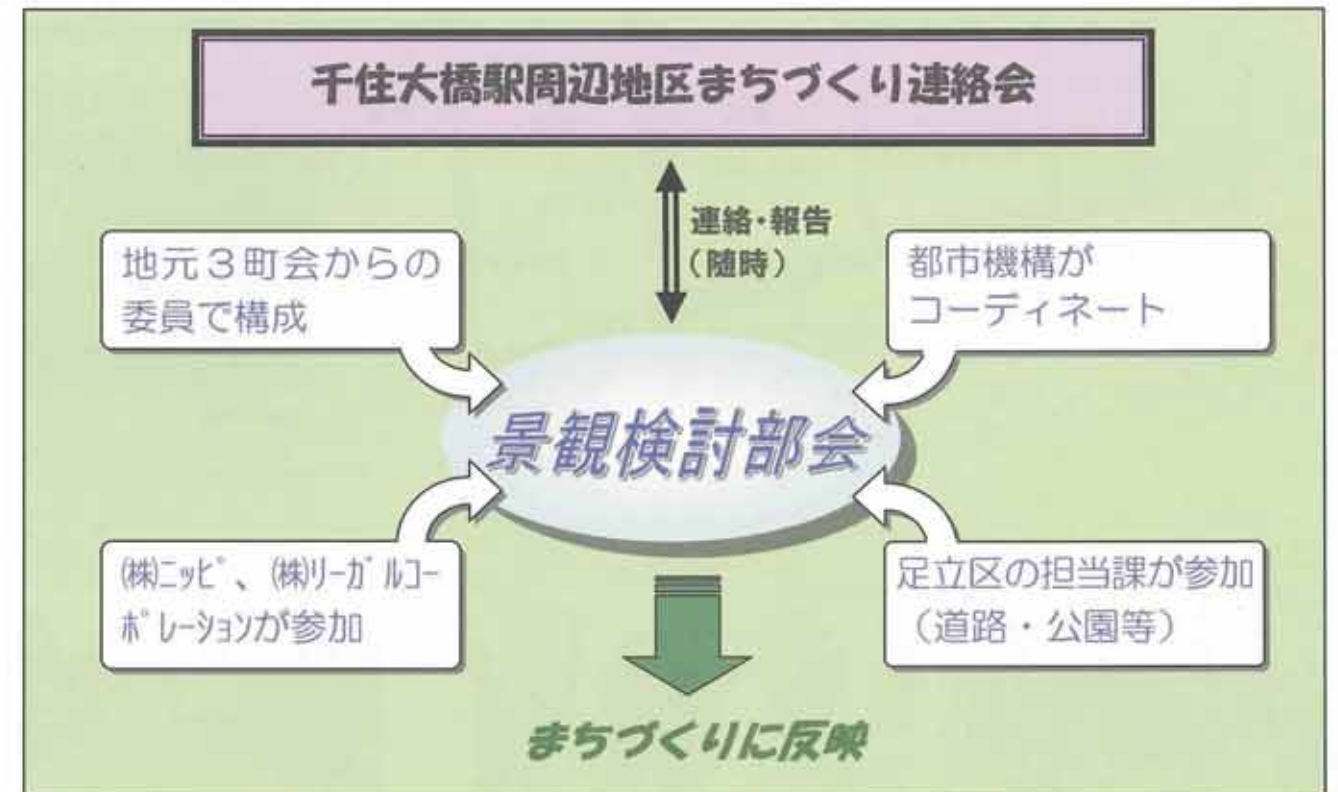 千住大橋駅周辺地区まちづくり連絡会
連絡・報告
（随時）
地元３町会からの
委員で構成
都市機構が
コーディネート
景観検討部会
㈱ﾆｯﾋﾟ、㈱ﾘｰｶﾞﾙｺｰ
ﾎﾟﾚｰｼｮﾝが参加
足立区の担当課が参加
（道路・公園等）
まちづくりに反映